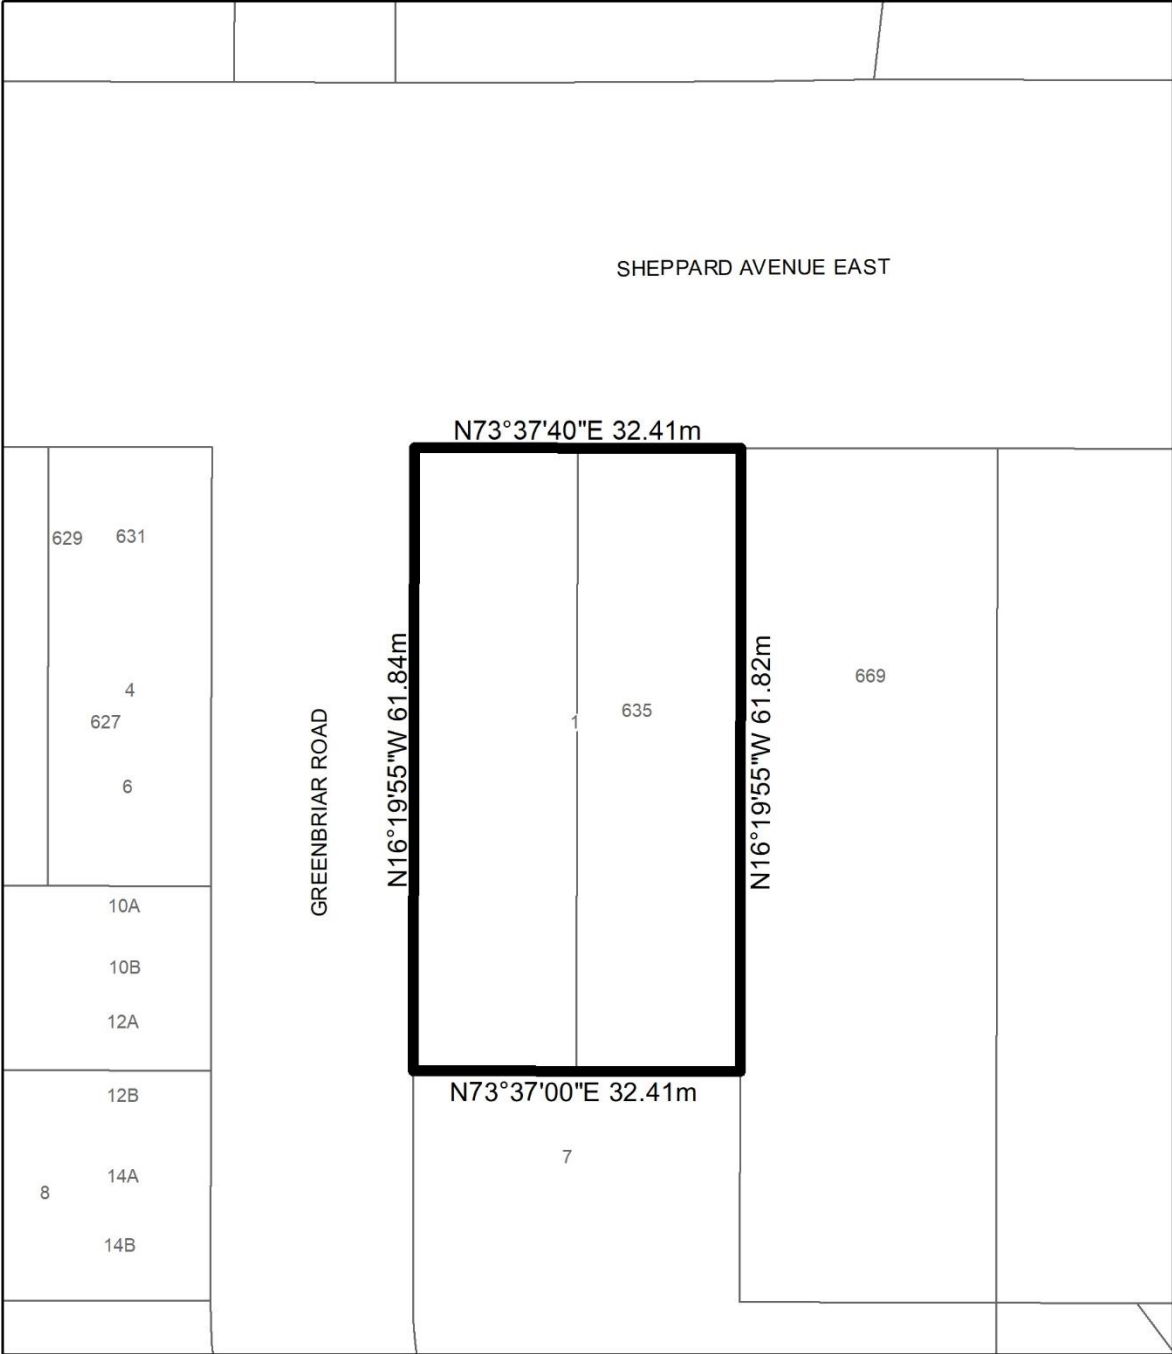 SHEPPARD AVENUE EAST
N73°37'40"E 32.41m
629
631
4
627
6
GREENBRIAR ROAD
N16°19'55"W 61.84m
1
635
N16°19'55"W 61.82m
669
10A
10B
12A
N73°37'00"E 32.41m
12B
7
14A
8
14B